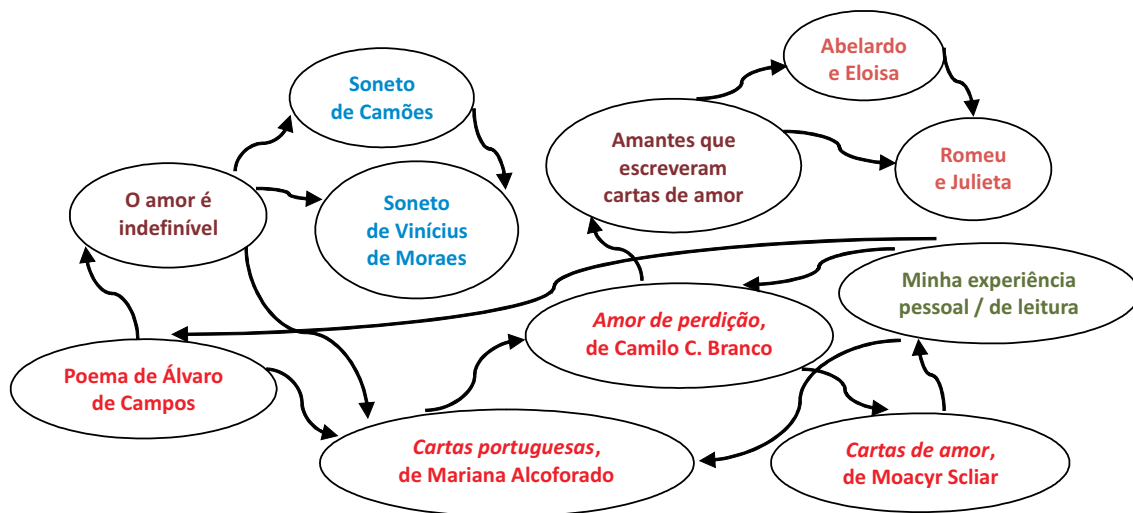 Abelardo
e Eloisa
Soneto
de Camões
Amantes que
escreveram
cartas de amor
Romeu
e Julieta
O amor é
indefinível
Soneto
de Vinícius
de Moraes
Minha experiência
pessoal / de leitura
Amor de perdição,
de Camilo C. Branco
Poema de Álvaro
de Campos
Cartas portuguesas,
de Mariana Alcoforado
Cartas de amor,
de Moacyr Scliar